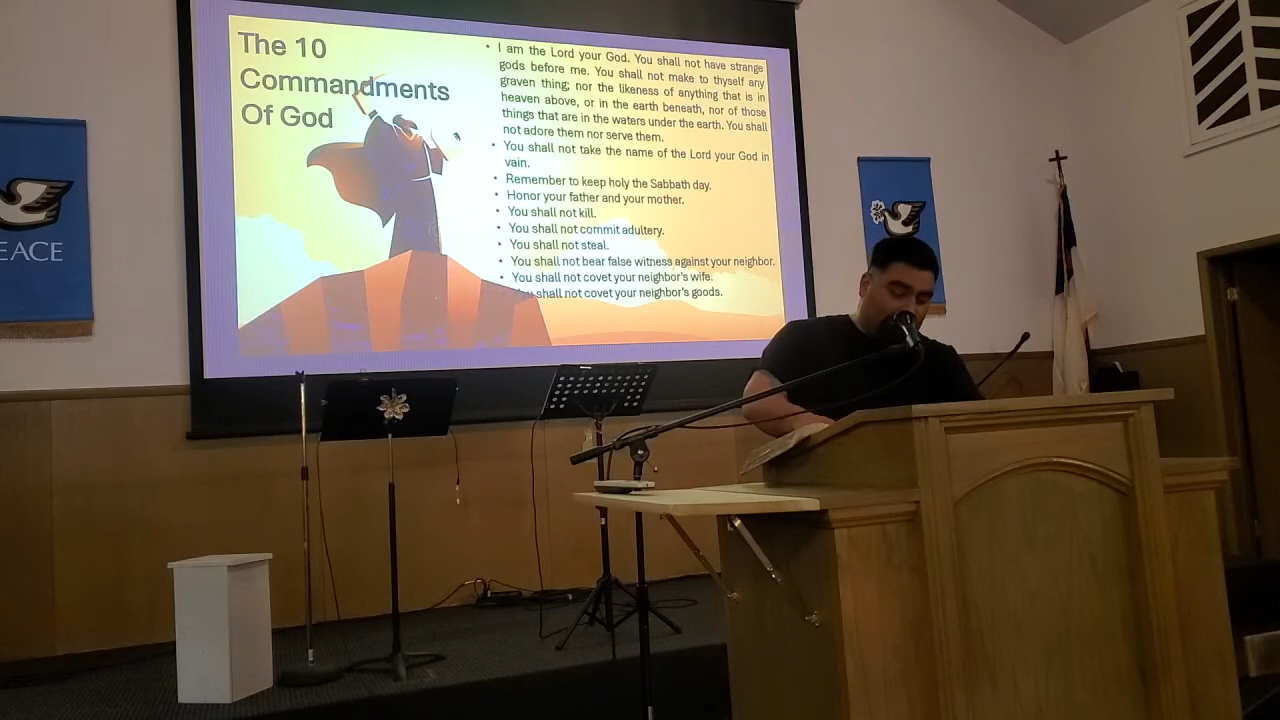 The 10
Commandments
Of God
• I am the Lord your God. You shall not have strange
gods before me. You shall not make to thyself any
graven thing; nor the likeness of anything that is in
heaven above, or in the earth beneath, nor of those
things that are in the waters under the earth. You shall
not adore them nor serve them.
• You shall not take the name of the Lord your God in
vain.
• Remember to keep holy the Sabbath day.
• Honor your father and your mother.
• You shall not kill.
• You shall not commit adultery.
• You shall not steal.
• You shall not bear false witness against your neighbor.
• You shall not covet your neighbor's wife.
• You shall not covet your neighbor's goods.
EACE